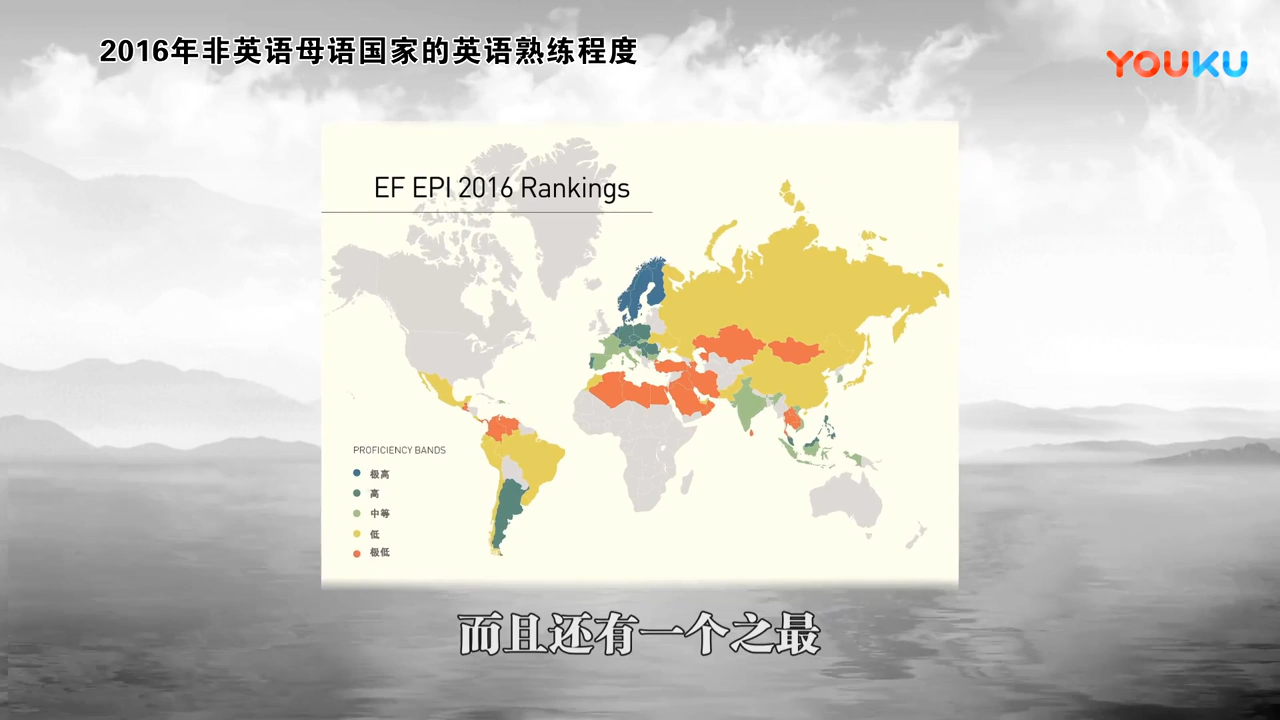 2016年非英语母语国家的英语熟练程度
YOUKU
EF EPI 2016 Rankings
PROFICIENCY BANDS
极高
高
中等
低
极低
而且还有一个之最